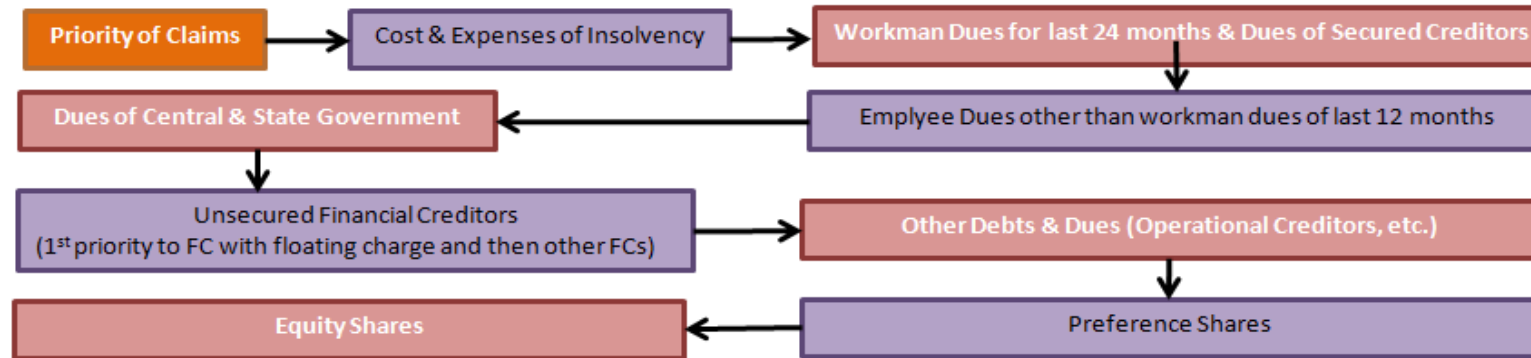 Priority of Claims
Cost & Expenses of Insolvency
Workman Dues for last 24 months & Dues of Secured Creditors
Emplyee Dues other than workman dues of last 12 months
Dues of Central & State Government
Unsecured Financial Creditors
(1st priority to FC with floating charge and then other FCs)
Other Debts & Dues (Operational Creditors, etc.)
Preference Shares
Equity Shares